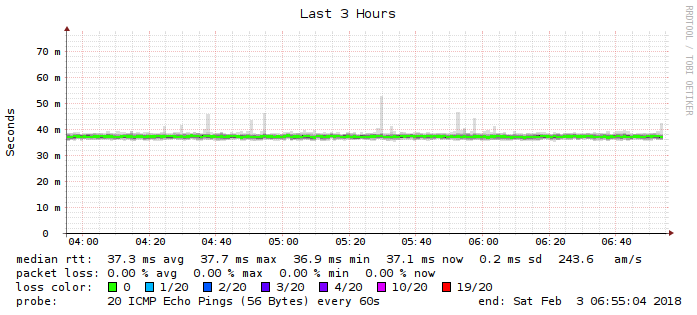 Last 3 Hours
RRDTOOL / TOBI OETIKER
Seconds
70 m
60 m
50 m
40 m
30 m
20 m
10 m
0
04:00 04:20 04:40 05:00 05:20 05:40 06:00 06:20 06:40
median rtt: 37.3 ms avg 37.7 ms max 36.9 ms min 37.1 ms now 0.2 ms sd 243.6 am/s
packet loss: 0.00 % avg 0.00 % max 0.00 % min 0.00 % now
loss color: 0 1/20 2/20 3/20 4/20 10/20 19/20
probe: 20 ICMP Echo Pings (56 Bytes) every 60s end: Sat Feb 3 06:55:04 2018